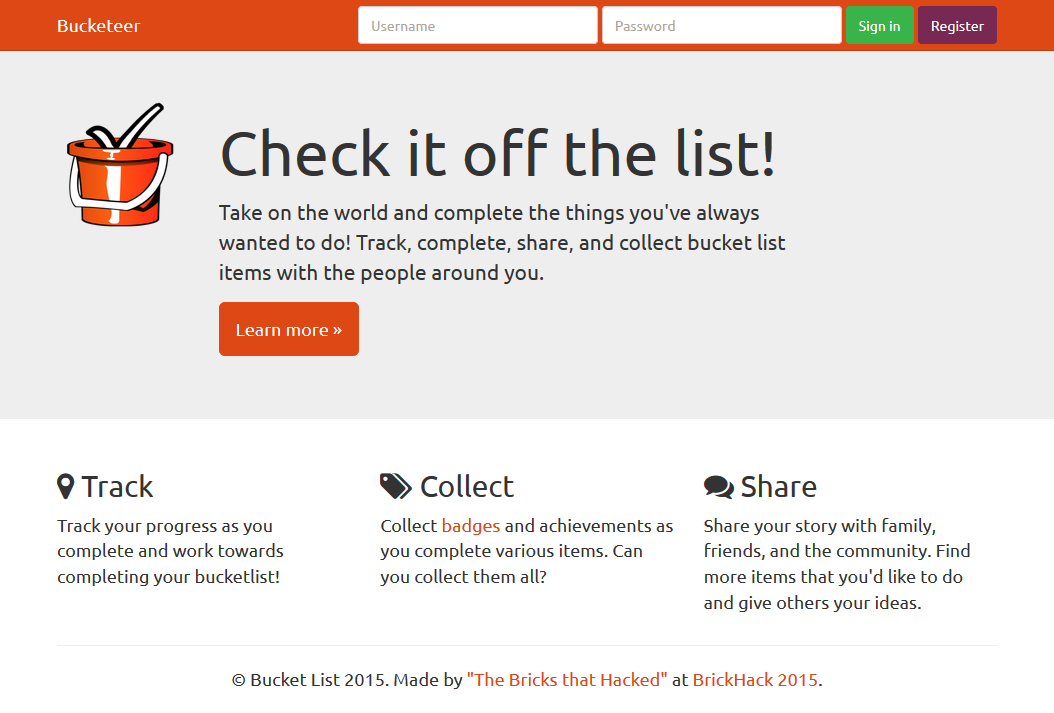 Bucketeer Username Password Sign in Register
Check it off the list!
Take on the world and complete the things you've always
wanted to do! Track, complete, share, and collect bucket list
items with the people around you.
Learn more »
Track
Track your progress as you
complete and work towards
completing your bucketlist!
Collect
Collect badges and achievements as
you complete various items. Can
you collect them all?
Share
Share your story with family,
friends, and the community. Find
more items that you'd like to do
and give others your ideas.
© Bucket List 2015. Made by "The Bricks that Hacked" at BrickHack 2015.